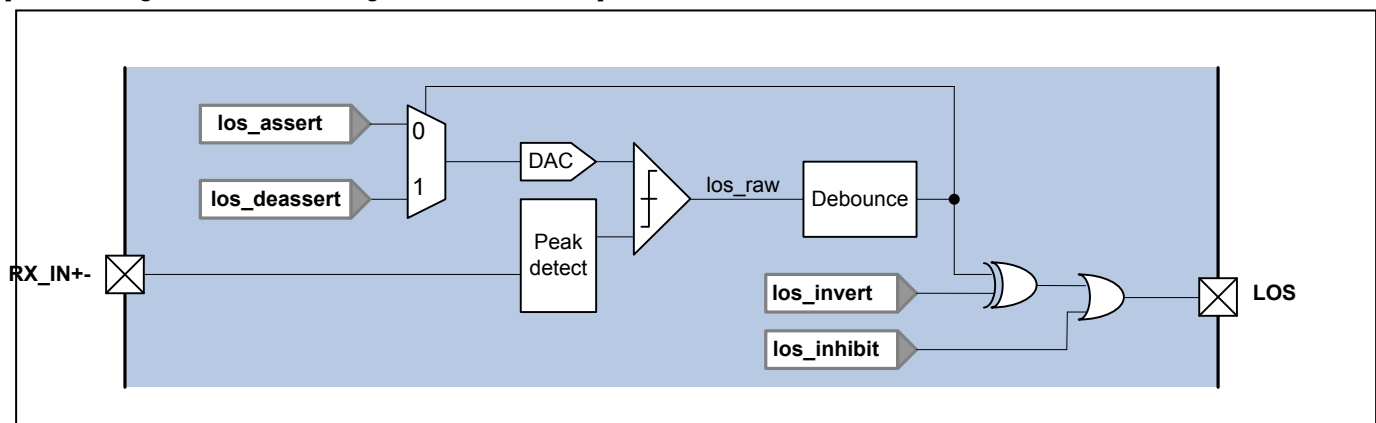 los_assert
0
DAC
los_raw
los_deassert
1
Debounce
Peak
detect
RX_IN+-
los_invert
LOS
los_inhibit